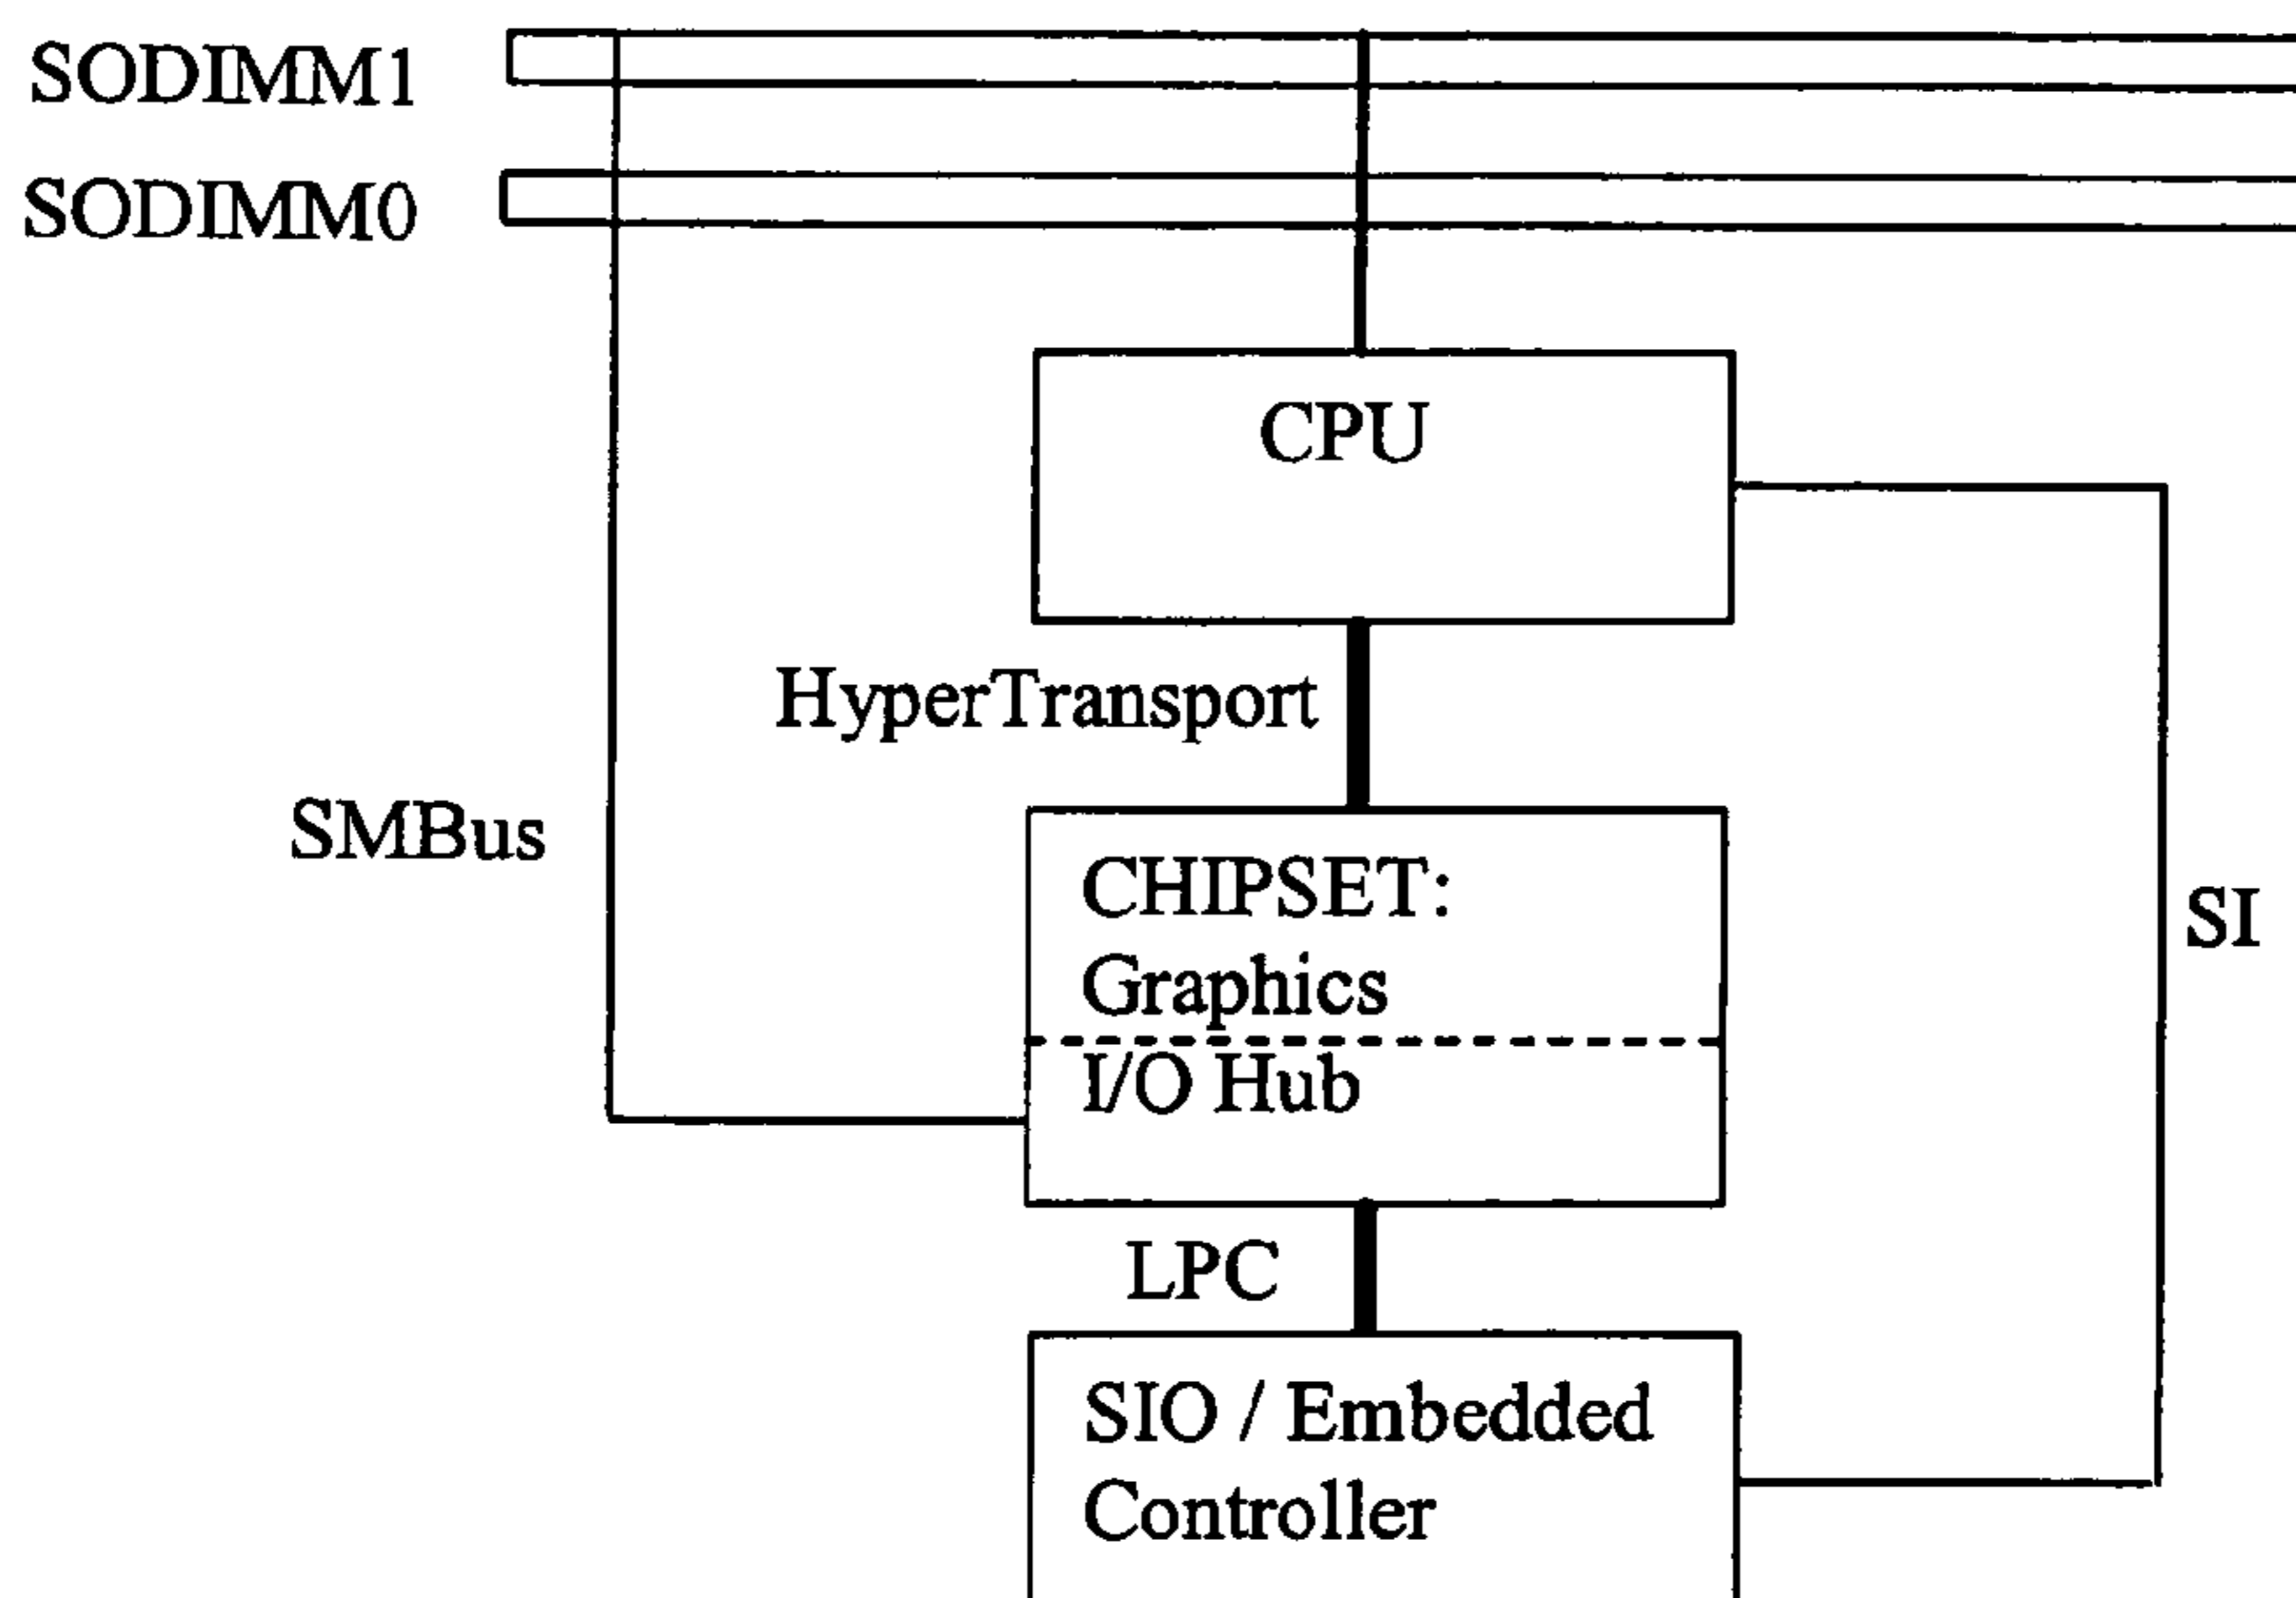 SODIMM1
SODIMM0
CPU
HyperTransport
SMBus
CHIPSET:
Graphics
I/O Hub
SI
LPC
SIO / Embedded
Controller